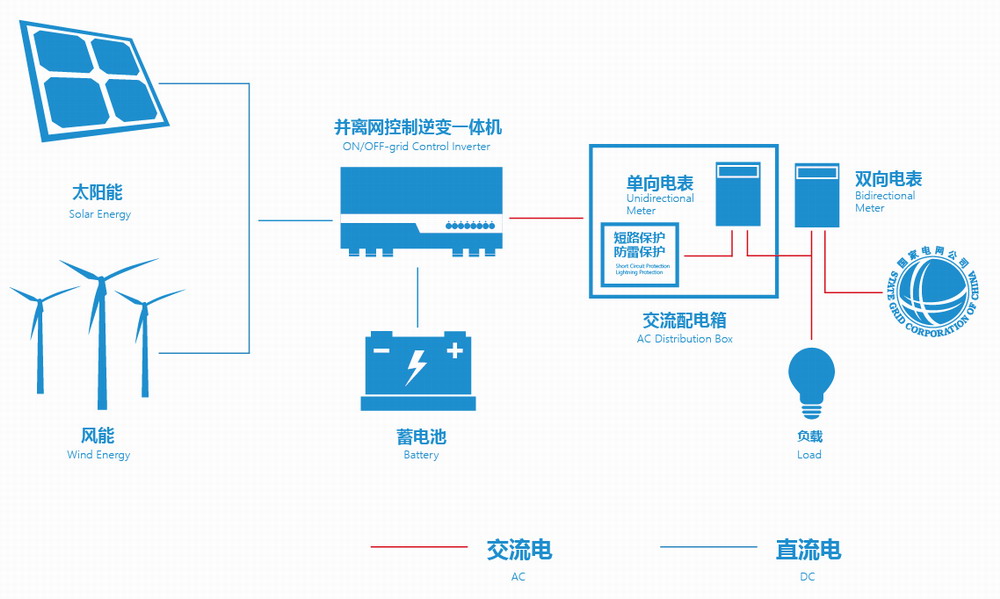 太阳能
Solar Energy
风能
Wind Energy
并离网控制逆变一体机
ON/OFF-grid Control Inverter
蓄电池
Battery
单向电表
Unidirectional
Meter
短路保护
防雷保护
Short Circuit Protection
Lightning Protection
交流配电箱
AC Distribution Box
双向电表
Bidirectional
Meter
国家电网公司
STATE GRID CORPORATION OF CHINA
负载
Load
交流电
AC
直流电
DC